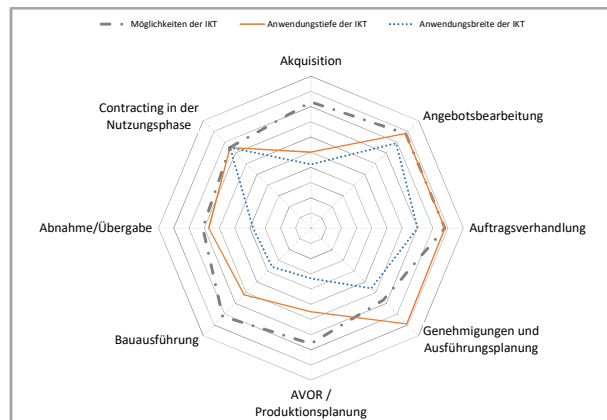 Möglichkeiten der IKT
Anwendungstiefe der IKT
Anwendungsbreite der IKT
Akquisition
Angebotsbearbeitung
Auftragsverhandlung
Genehmigungen und
Ausführungsplanung
AVOR /
Produktionsplanung
Bauausführung
Abnahme/Übergabe
Contracting in der
Nutzungsphase